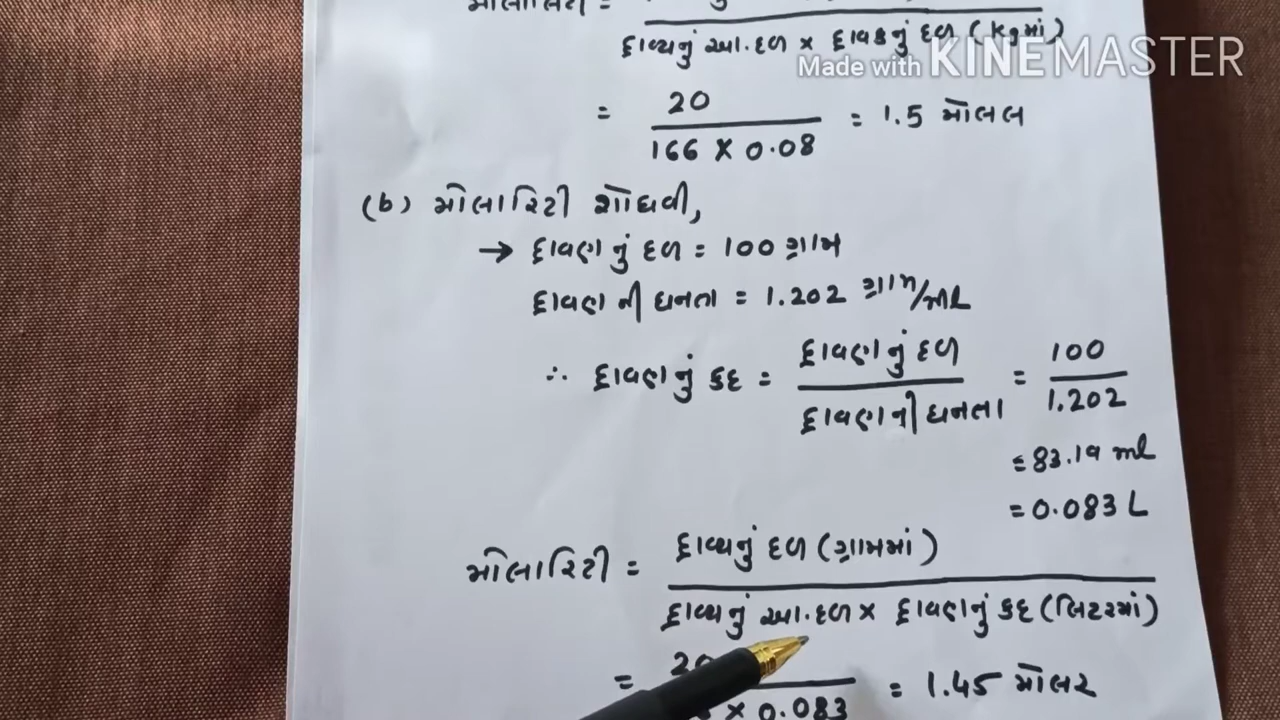 મોલાલિટી =
દ્રાવ્યનું આ.દળ × દ્રાવકનું દળ (kgમાં)
Made with KINEMASTER
= 20 / 166 × 0.08 = 1.5 મોલલ
(b) મોલારિટી શોધવી,
→ દ્રાવણનું દળ = 100 ગ્રામ
દ્રાવણની ઘનતા = 1.202 ગ્રામ/mL
∴ દ્રાવણનું કદ = દ્રાવણનું દળ / દ્રાવણની ઘનતા = 100 / 1.202
= 83.19 ml
= 0.083 L
મોલારિટી = દ્રાવ્યનું દળ (ગ્રામમાં) / દ્રાવ્યનું આ.દળ × દ્રાવણનું કદ (લિટરમાં)
= × 0.083 = 1.45 મોલર